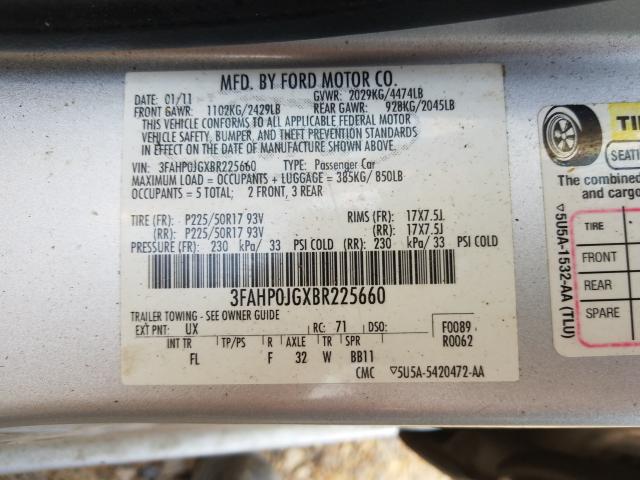 MFD. BY FORD MOTOR CO.
DATE: 01/11 GVWR: 2029KG/4474LB
FRONT GAWR: 1102KG/2429LB REAR GAWR: 928KG/2045LB
THIS VEHICLE CONFORMS TO ALL APPLICABLE FEDERAL MOTOR
VEHICLE SAFETY, BUMPER, AND THEFT PREVENTION STANDARDS
IN EFFECT ON THE DATE OF MANUFACTURE SHOWN ABOVE.
VIN: 3FAHP0JGXBR225660 TYPE: Passenger Car
MAXIMUM LOAD = OCCUPANTS + LUGGAGE = 385KG/ 850LB
OCCUPANTS = 5 TOTAL; 2 FRONT, 3 REAR
TIRE (FR): P225/50R17 93V RIMS (FR): 17X7.5J
(RR): P225/50R17 93V (RR): 17X7.5J
PRESSURE (FR): 230 kPa/ 33 PSI COLD (RR): 230 kPa/ 33 PSI COLD
3FAHP0JGXBR225660
TRAILER TOWING - SEE OWNER GUIDE
EXT PNT: UX RC: 71 DSO: F0089
INT TR TP/PS R AXLE TR SPR R0062
FL F 32 W BB11
CMC ▽5U5A-5420472-AA
TI
SEATI
The combined
and cargo
TIRE
FRONT
REAR
SPARE
▽5U5A-1532-AA (TLU)